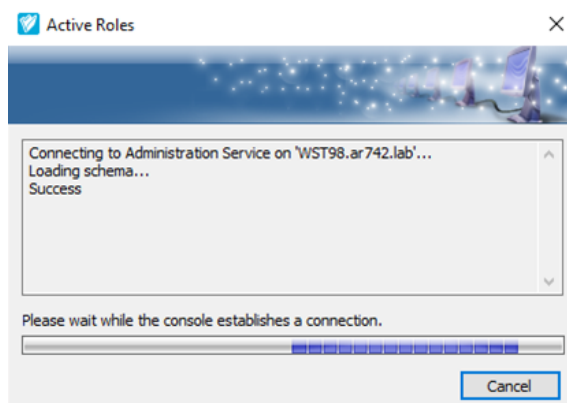 Active Roles
Connecting to Administration Service on 'WST98.ar742.lab'...
Loading schema...
Success
Please wait while the console establishes a connection.
Cancel